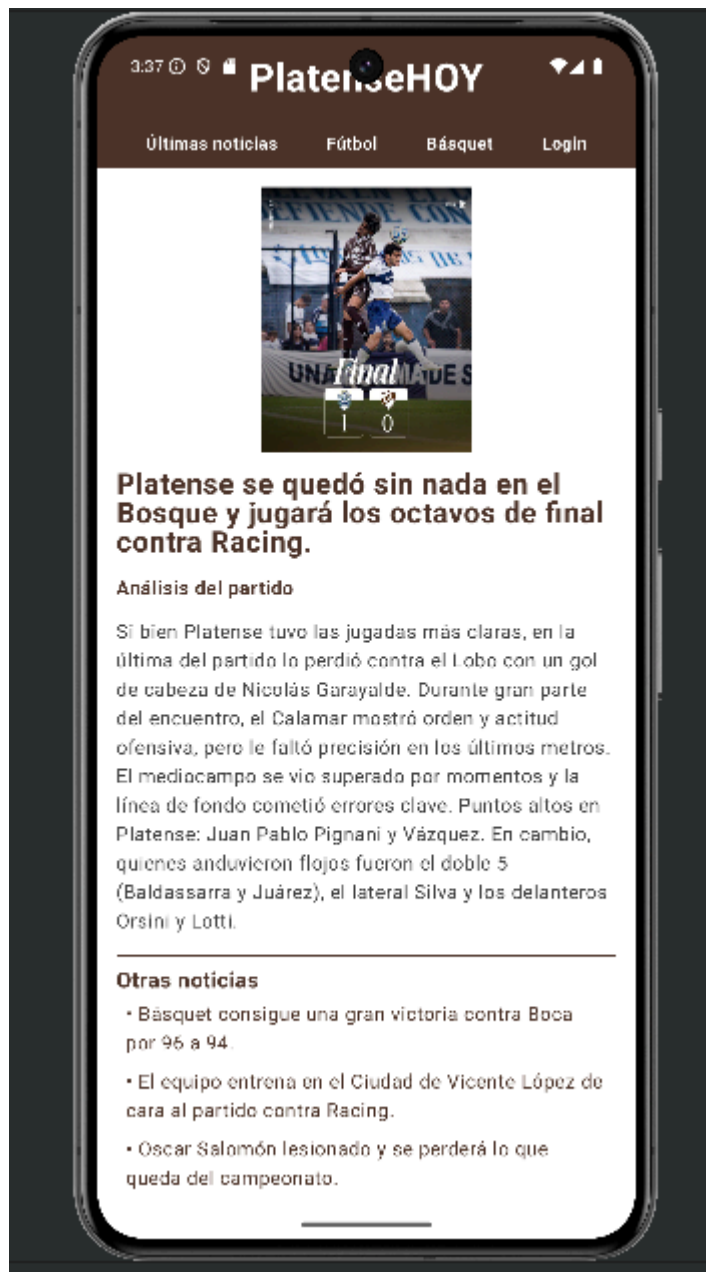 3:37
PlatenseHOY
Últimas noticias Fútbol Básquet Login
DEFIENDE CON
UNA
DE S
Final
1 0
Platense se quedó sin nada en el
Bosque y jugará los octavos de final
contra Racing.
Análisis del partido
Si bien Platense tuvo las jugadas más claras, en la
última del partido lo perdió contra el Lobo con un gol
de cabeza de Nicolás Garayalde. Durante gran parte
del encuentro, el Calamar mostró orden y actitud
ofensiva, pero le faltó precisión en los últimos metros.
El mediocampo se vio superado por momentos y la
línea de fondo cometió errores clave. Puntos altos en
Platense: Juan Pablo Pignani y Vázquez. En cambio,
quienes anduvieron flojos fueron el doble 5
(Baldassarra y Juárez), el lateral Silva y los delanteros
Orsini y Lotti.
Otras noticias
• Básquet consigue una gran victoria contra Boca
por 96 a 94.
• El equipo entrena en el Ciudad de Vicente López de
cara al partido contra Racing.
• Oscar Salomón lesionado y se perderá lo que
queda del campeonato.